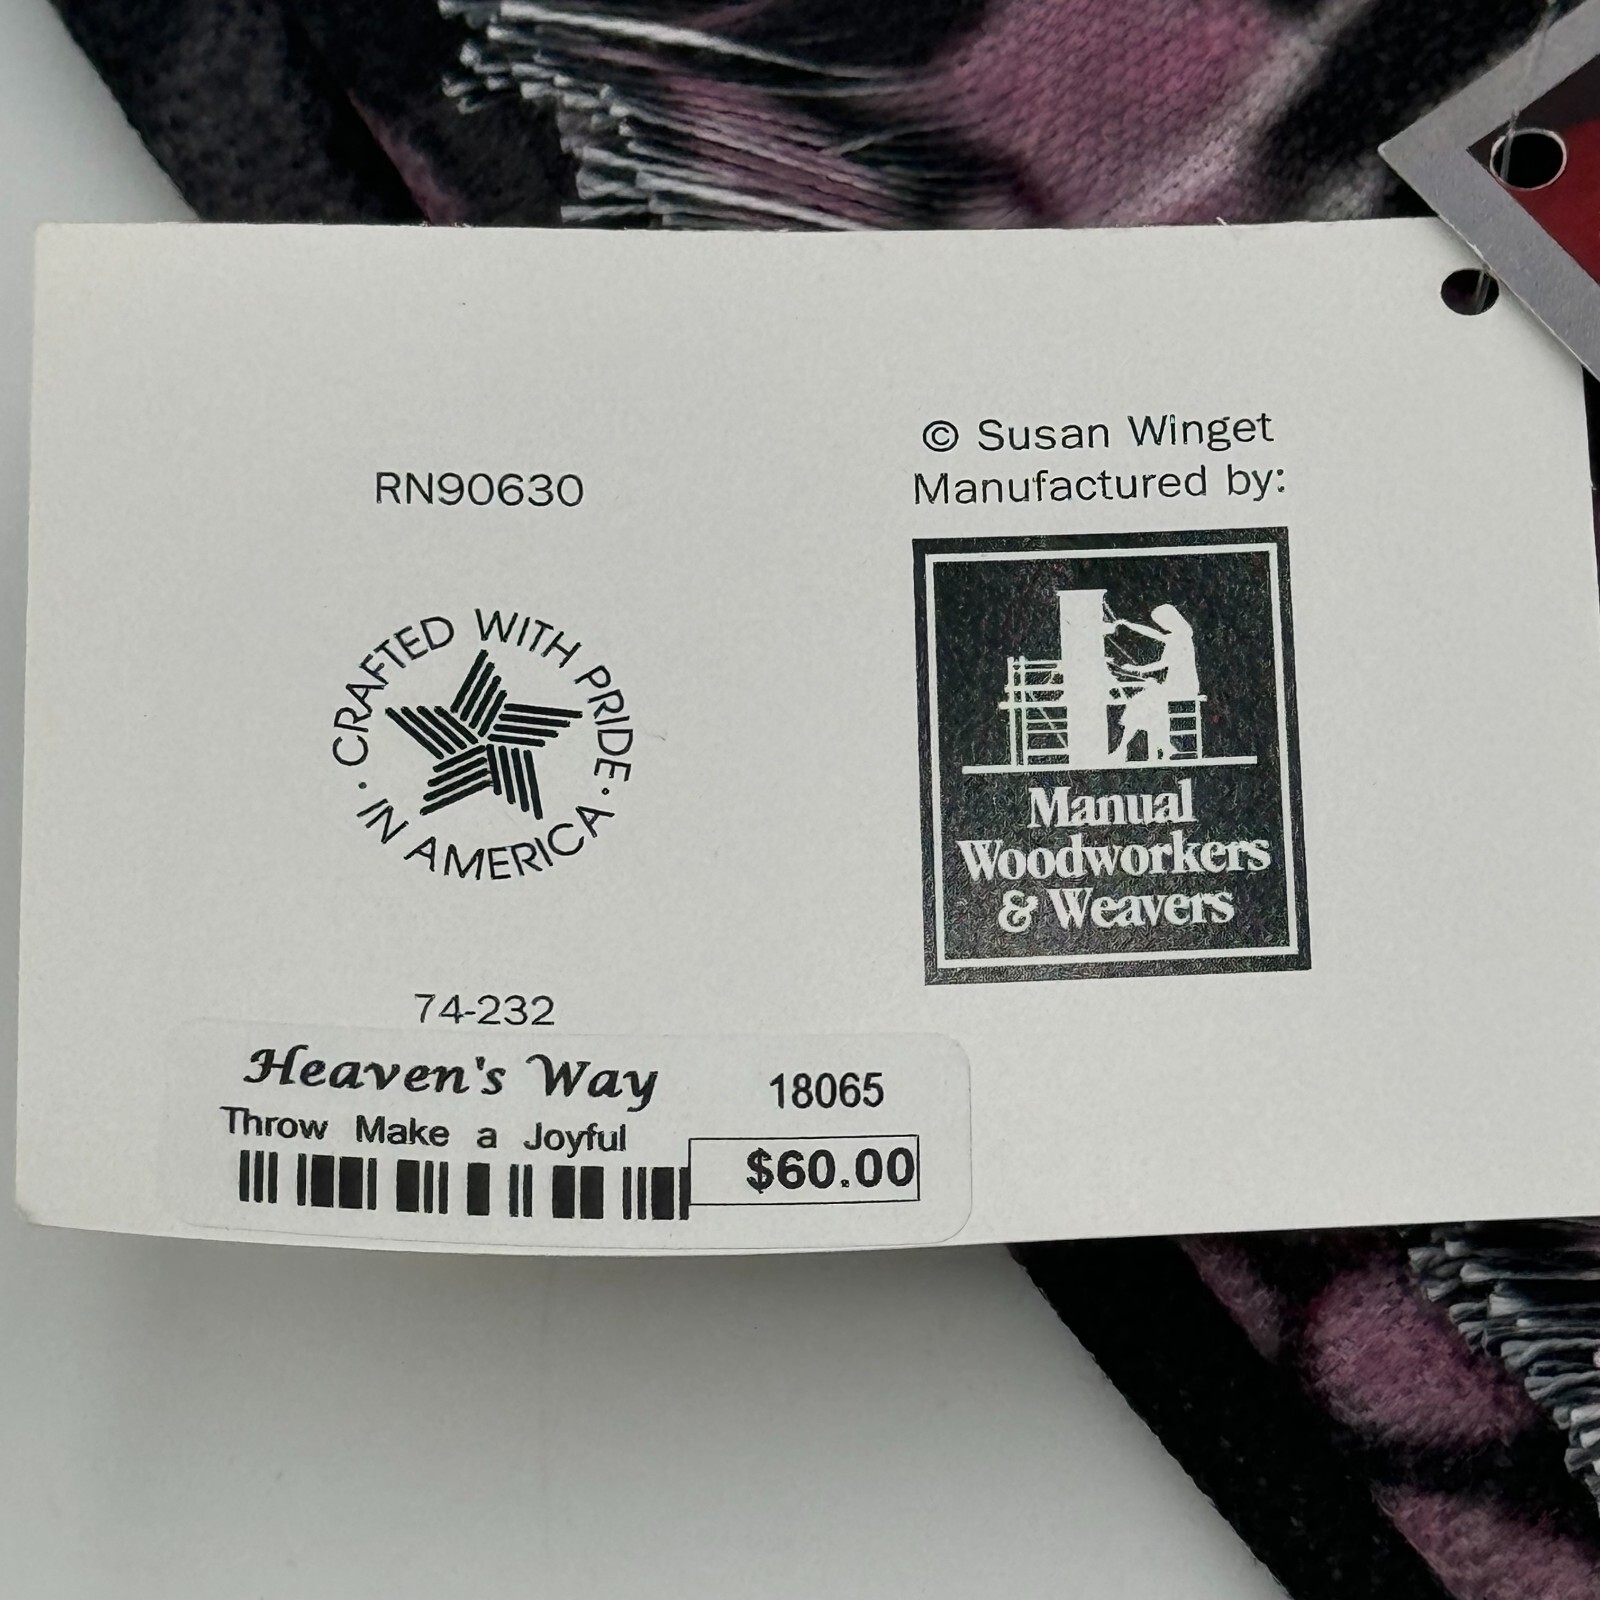 RN90630
CRAFTED WITH PRIDE · IN AMERICA ·
© Susan Winget
Manufactured by:
Manual
Woodworkers
& Weavers
74-232
Heaven's Way
18065
Throw Make a Joyful
$60.00